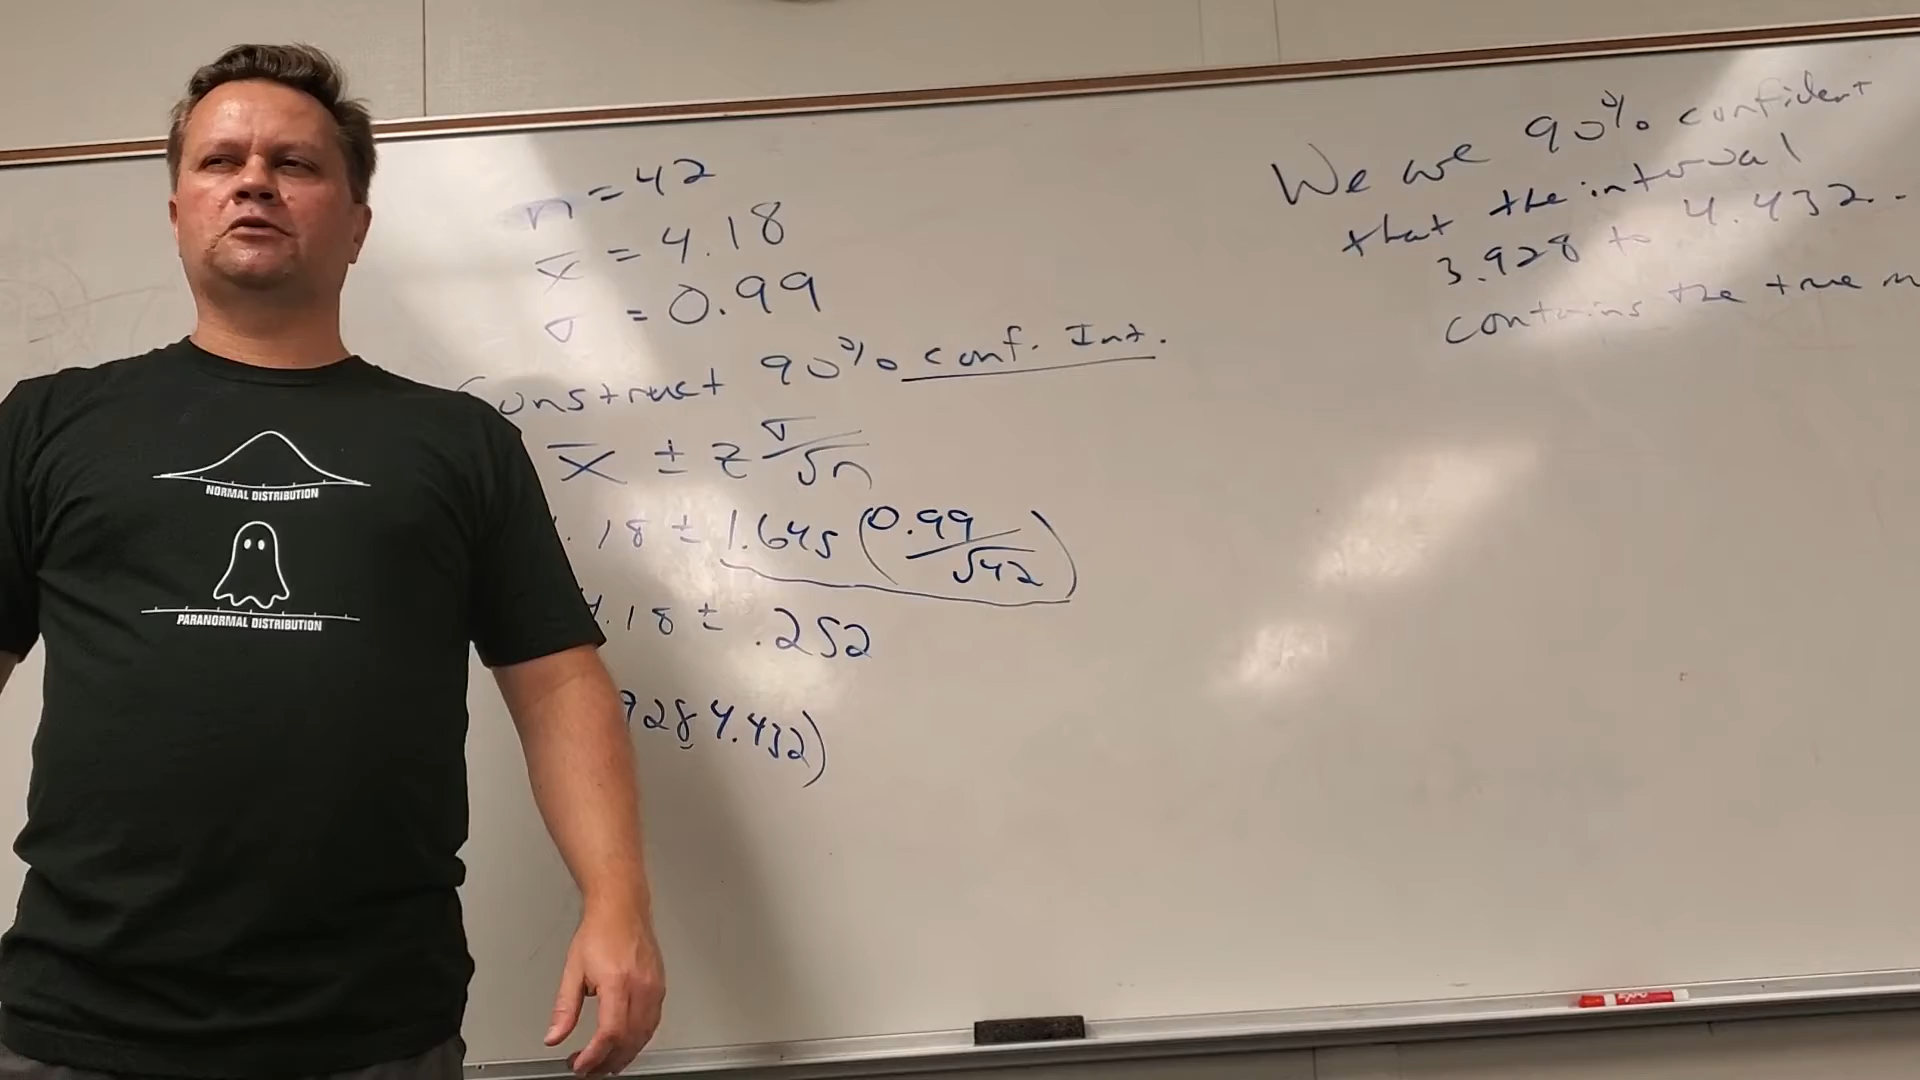 n = 42
x̄ = 4.18
σ = 0.99
Construct 90% conf. Int.
x̄ ± z σ/√n
.18 ± 1.645 (0.99/√42)
4.18 ± .252
928 4.432)
We are 90% confident
that the interval
3.928 to 4.432
contains the true
NORMAL DISTRIBUTION
PARANORMAL DISTRIBUTION
EXPO